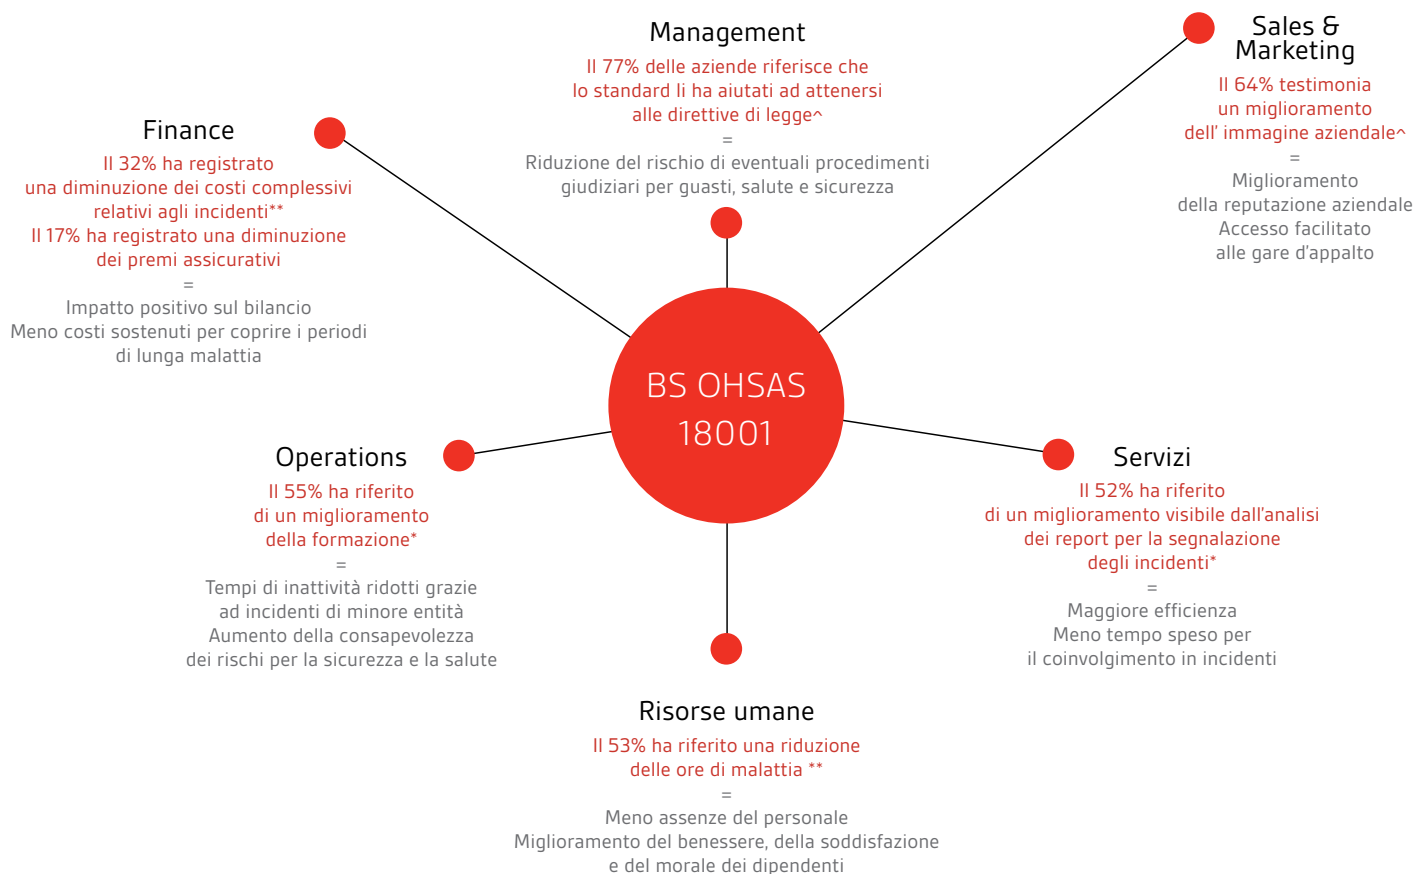 Management
Il 77% delle aziende riferisce che
lo standard li ha aiutati ad attenersi
alle direttive di legge^
=
Riduzione del rischio di eventuali procedimenti
giudiziari per guasti, salute e sicurezza
Sales &
Marketing
Il 64% testimonia
un miglioramento
dell' immagine aziendale^
=
Miglioramento
della reputazione aziendale
Accesso facilitato
alle gare d'appalto
Finance
Il 32% ha registrato
una diminuzione dei costi complessivi
relativi agli incidenti**
Il 17% ha registrato una diminuzione
dei premi assicurativi
=
Impatto positivo sul bilancio
Meno costi sostenuti per coprire i periodi
di lunga malattia
BS OHSAS
18001
Operations
Il 55% ha riferito
di un miglioramento
della formazione*
=
Tempi di inattività ridotti grazie
ad incidenti di minore entità
Aumento della consapevolezza
dei rischi per la sicurezza e la salute
Servizi
Il 52% ha riferito
di un miglioramento visibile dall'analisi
dei report per la segnalazione
degli incidenti*
=
Maggiore efficienza
Meno tempo speso per
il coinvolgimento in incidenti
Risorse umane
Il 53% ha riferito una riduzione
delle ore di malattia **
=
Meno assenze del personale
Miglioramento del benessere, della soddisfazione
e del morale dei dipendenti